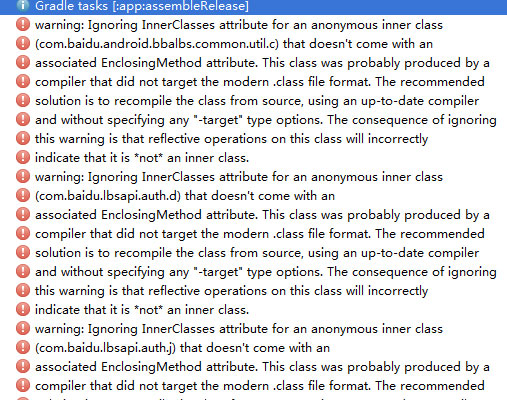 Gradle tasks [:app:assembleRelease]
warning: Ignoring InnerClasses attribute for an anonymous inner class
(com.baidu.android.bbalbs.common.util.c) that doesn't come with an
associated EnclosingMethod attribute. This class was probably produced by a
compiler that did not target the modern .class file format. The recommended
solution is to recompile the class from source, using an up-to-date compiler
and without specifying any "-target" type options. The consequence of ignoring
this warning is that reflective operations on this class will incorrectly
indicate that it is *not* an inner class.
warning: Ignoring InnerClasses attribute for an anonymous inner class
(com.baidu.lbsapi.auth.d) that doesn't come with an
associated EnclosingMethod attribute. This class was probably produced by a
compiler that did not target the modern .class file format. The recommended
solution is to recompile the class from source, using an up-to-date compiler
and without specifying any "-target" type options. The consequence of ignoring
this warning is that reflective operations on this class will incorrectly
indicate that it is *not* an inner class.
warning: Ignoring InnerClasses attribute for an anonymous inner class
(com.baidu.lbsapi.auth.j) that doesn't come with an
associated EnclosingMethod attribute. This class was probably produced by a
compiler that did not target the modern .class file format. The recommended